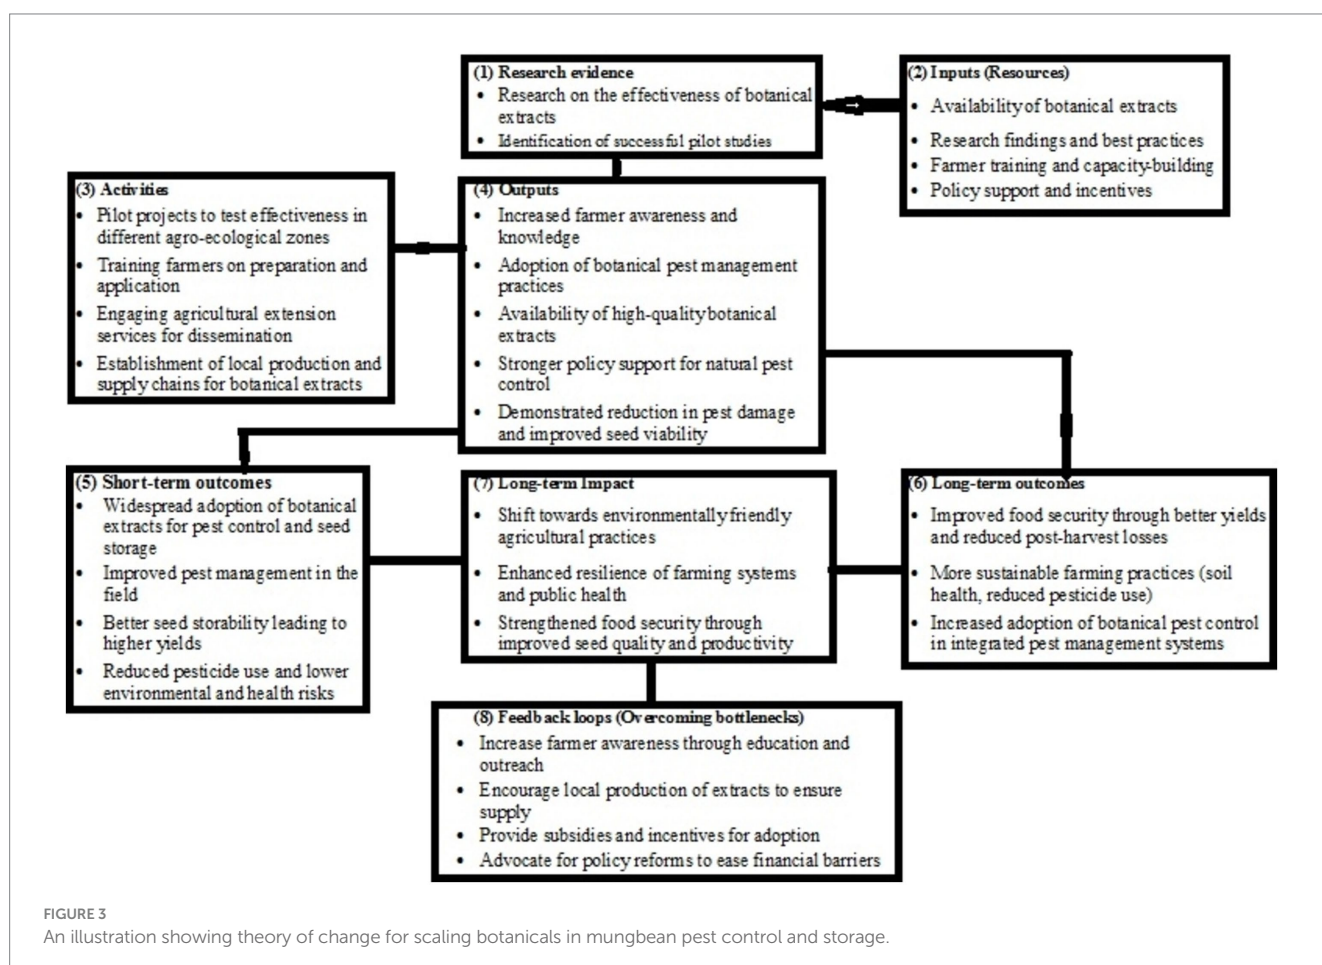 (1) Research evidence
• Research on the effectiveness of botanical
extracts
• Identification of successful pilot studies
(2) Inputs (Resources)
• Availability of botanical extracts
• Research findings and best practices
• Farmer training and capacity-building
• Policy support and incentives
(3) Activities
• Pilot projects to test effectiveness in
different agro-ecological zones
• Training farmers on preparation and
application
• Engaging agricultural extension
services for dissemination
• Establishment of local production and
supply chains for botanical extracts
(4) Outputs
• Increased farmer awareness and
knowledge
• Adoption of botanical pest management
practices
• Availability of high-quality botanical
extracts
• Stronger policy support for natural pest
control
• Demonstrated reduction in pest damage
and improved seed viability
(5) Short-term outcomes
• Widespread adoption of botanical
extracts for pest control and seed
storage
• Improved pest management in the
field
• Better seed storability leading to
higher yields
• Reduced pesticide use and lower
environmental and health risks
(7) Long-term Impact
• Shift towards environmentally friendly
agricultural practices
• Enhanced resilience of farming systems
and public health
• Strengthened food security through
improved seed quality and productivity
(6) Long-term outcomes
• Improved food security through better yields
and reduced post-harvest losses
• More sustainable farming practices (soil
health, reduced pesticide use)
• Increased adoption of botanical pest control
in integrated pest management systems
(8) Feedback loops (Overcoming bottlenecks)
• Increase farmer awareness through education and
outreach
• Encourage local production of extracts to ensure
supply
• Provide subsidies and incentives for adoption
• Advocate for policy reforms to ease financial barriers
FIGURE 3
An illustration showing theory of change for scaling botanicals in mungbean pest control and storage.